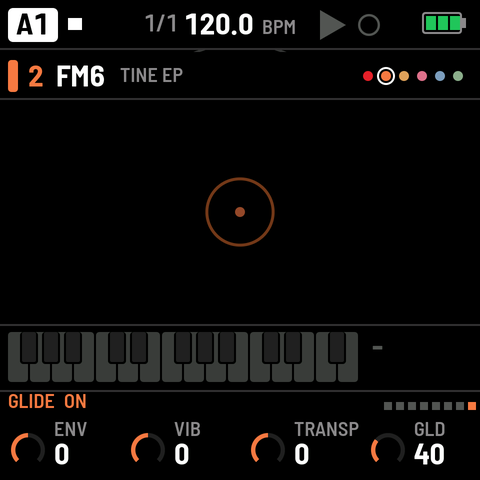 A1 1/1 120.0 BPM
2 FM6 TINE EP
GLIDE ON
ENV VIB TRANSP GLD
0 0 0 40